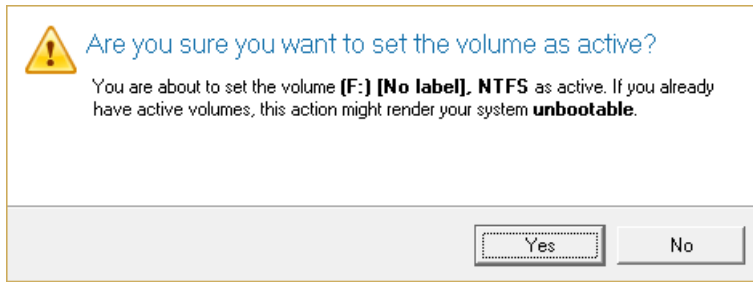 Are you sure you want to set the volume as active?
You are about to set the volume (F:) [No label], NTFS as active. If you already
have active volumes, this action might render your system unbootable.
Yes
No